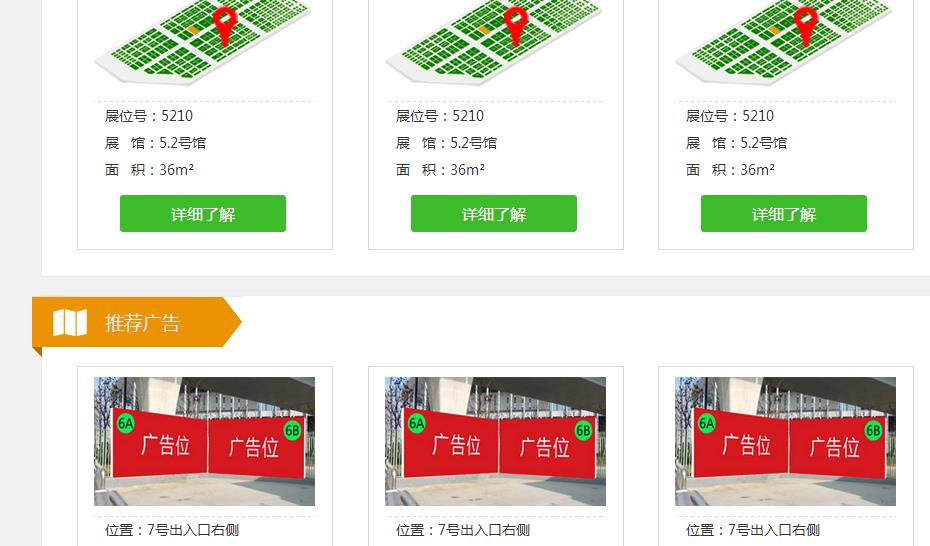 展位号：5210 展位号：5210 展位号：5210
展 馆：5.2号馆 展 馆：5.2号馆 展 馆：5.2号馆
面 积：36m² 面 积：36m² 面 积：36m²
详细了解 详细了解 详细了解
推荐广告
6A 6B 6A 6B 6A 6B
广告位 广告位 广告位 广告位 广告位 广告位
位置：7号出入口右侧 位置：7号出入口右侧 位置：7号出入口右侧